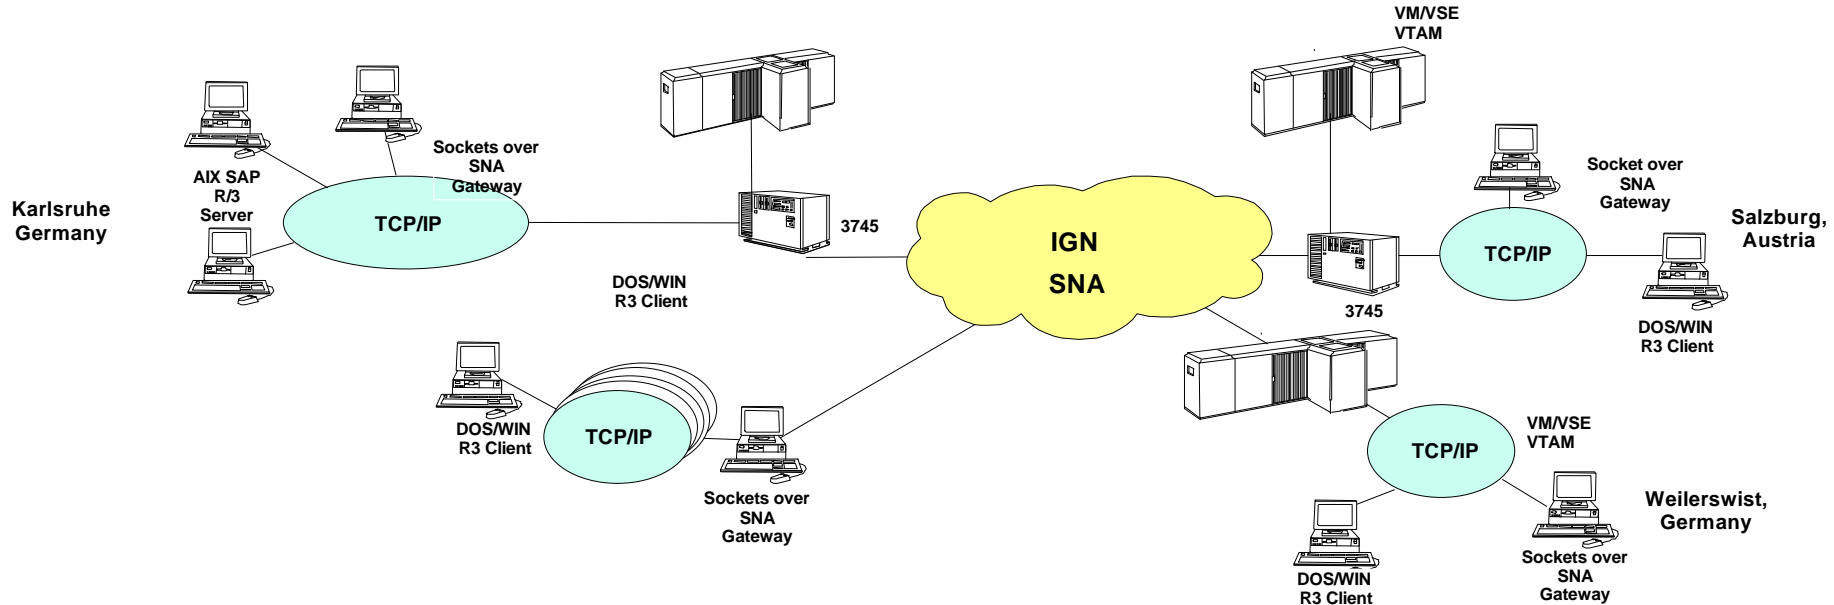 VM/VSE
VTAM
Sockets over
SNA
Gateway
AIX SAP
R/3
Server
Karlsruhe
Germany
TCP/IP
3745
DOS/WIN
R3 Client
IGN
SNA
Socket over
SNA
Gateway
Salzburg,
Austria
TCP/IP
3745
DOS/WIN
R3 Client
DOS/WIN
R3 Client
TCP/IP
Sockets over
SNA
Gateway
VM/VSE
VTAM
TCP/IP
Weilerswist,
Germany
DOS/WIN
R3 Client
Sockets over
SNA
Gateway